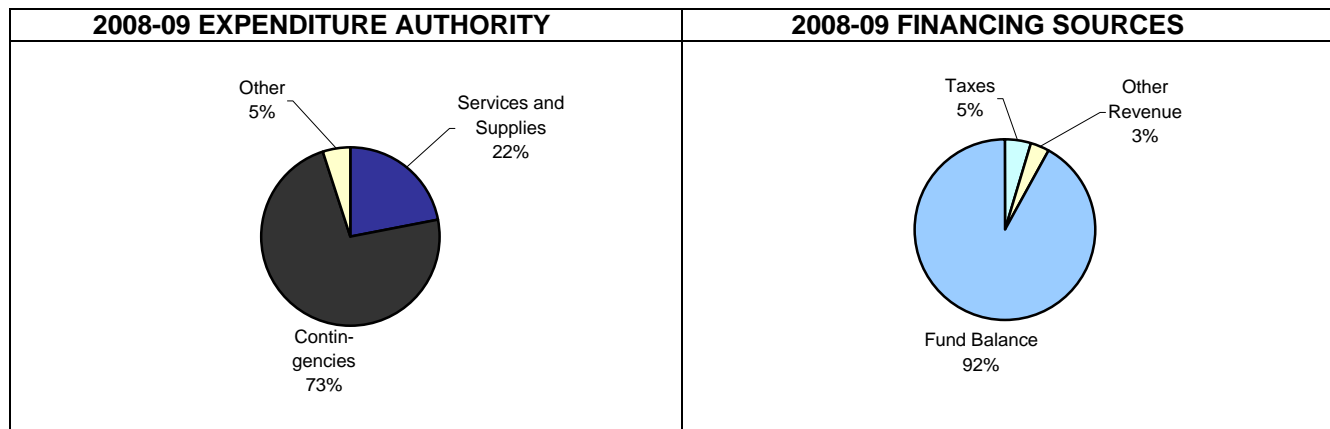 2008-09 EXPENDITURE AUTHORITY
Other
5%
Services and
Supplies
22%
Contin-
gencies
73%
2008-09 FINANCING SOURCES
Taxes
5%
Other
Revenue
3%
Fund Balance
92%